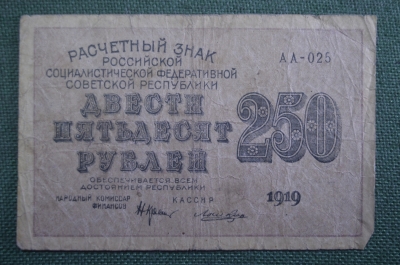 РАСЧЕТНЫЙ ЗНАК
РОССИЙСКОЙ
СОЦИАЛИСТИЧЕСКОЙ ФЕДЕРАТИВНОЙ
СОВЕТСКОЙ РЕСПУБЛИКИ
АА-025
ДВЕСТИ
ПЯТЬДЕСЯТ
РУБЛЕЙ
250
ОБЕСПЕЧИВАЕТСЯ ВСЕМ
ДОСТОЯНИЕМ РЕСПУБЛИКИ
НАРОДНЫЙ КОМИССАР
ФИНАНСОВ
КАССИР
1919